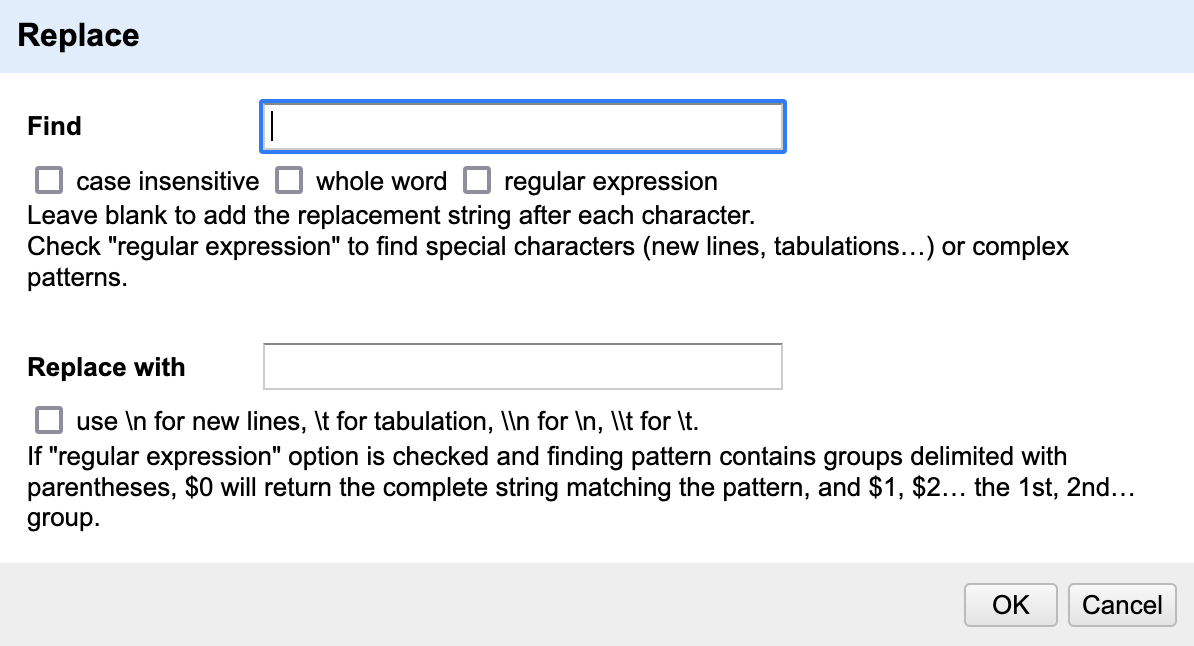 Replace
Find
case insensitive whole word regular expression
Leave blank to add the replacement string after each character.
Check "regular expression" to find special characters (new lines, tabulations…) or complex
patterns.
Replace with
use \n for new lines, \t for tabulation, \\n for \n, \\t for \t.
If "regular expression" option is checked and finding pattern contains groups delimited with
parentheses, $0 will return the complete string matching the pattern, and $1, $2… the 1st, 2nd…
group.
OK Cancel